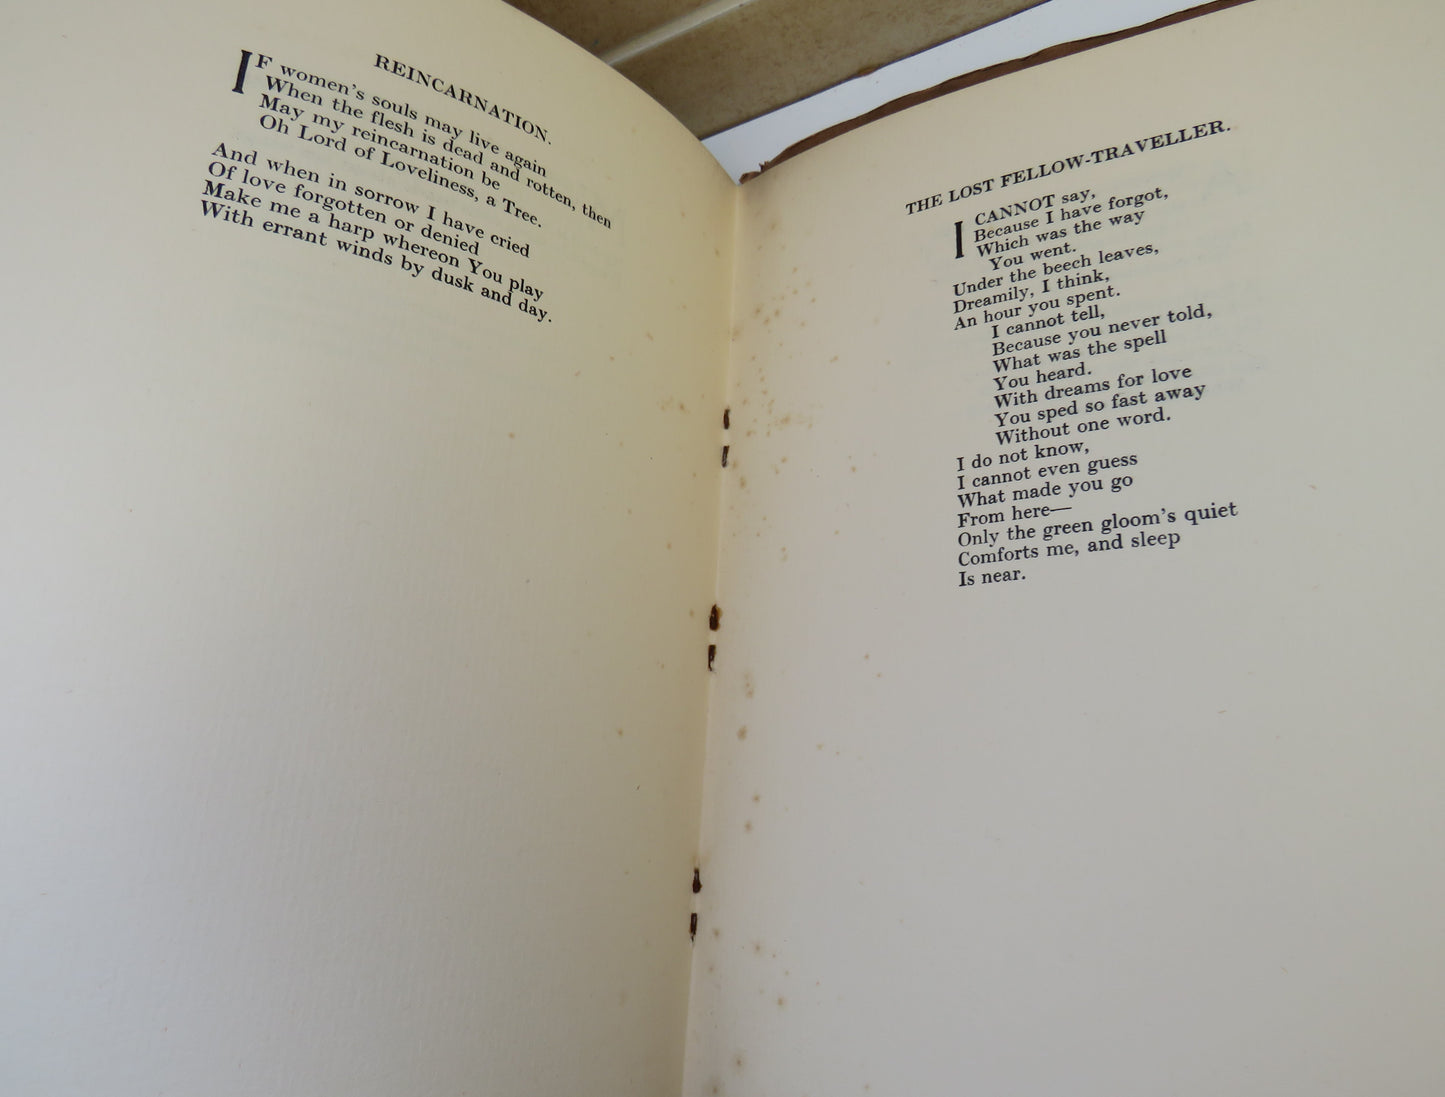 REINCARNATION.
IF women's souls may live again
When the flesh is dead and rotten, then
May my reincarnation be
Oh Lord of Loveliness, a Tree.
And when in sorrow I have cried
Of love forgotten or denied
Make me a harp whereon You play
With errant winds by dusk and day.
THE LOST FELLOW-TRAVELLER.
I CANNOT say,
Because I have forgot,
Which was the way
You went.
Under the beech leaves,
Dreamily, I think,
An hour you spent.
I cannot tell,
Because you never told,
What was the spell
You heard.
With dreams for love
You sped so fast away
Without one word.
I do not know,
I cannot even guess
What made you go
From here—
Only the green gloom's quiet
Comforts me, and sleep
Is near.